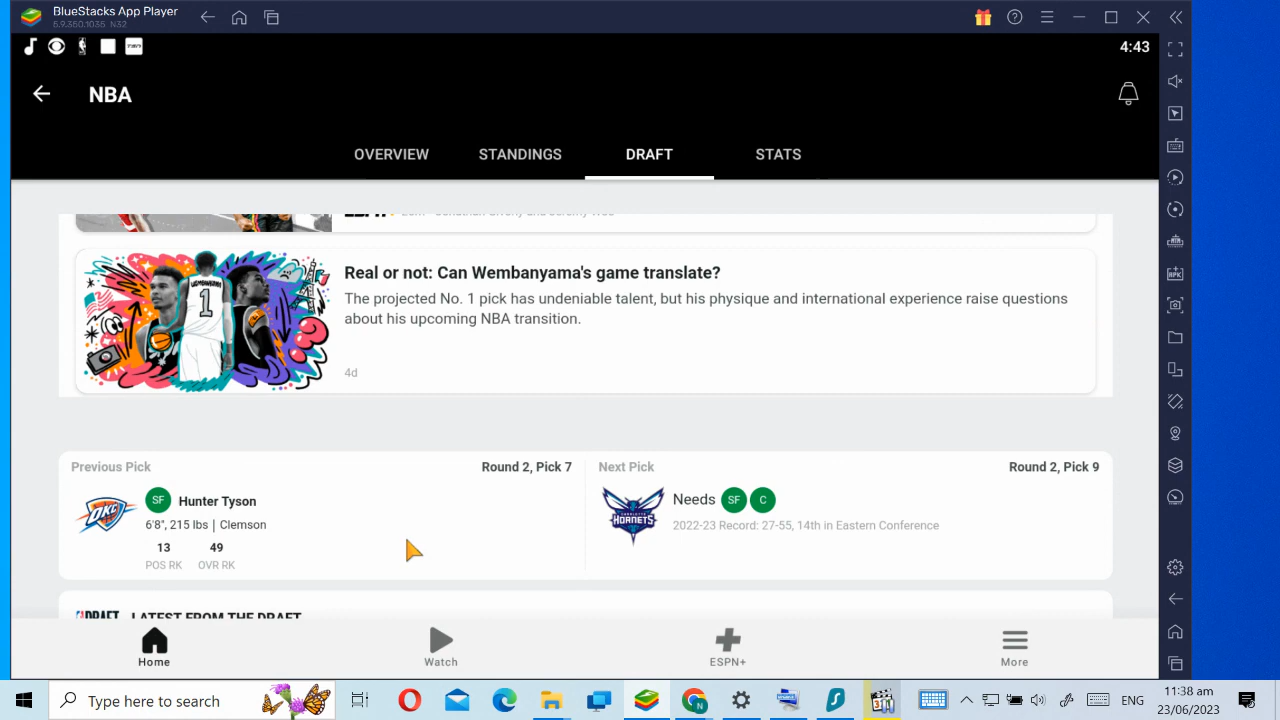 BlueStacks App Player
5.9.350.1035 N32
4:43
NBA
OVERVIEW STANDINGS DRAFT STATS
Real or not: Can Wembanyama's game translate?
The projected No. 1 pick has undeniable talent, but his physique and international experience raise questions
about his upcoming NBA transition.
4d
Previous Pick Round 2, Pick 7
SF Hunter Tyson
6'8", 215 lbs | Clemson
13 49
POS RK OVR RK
OKC
Next Pick Round 2, Pick 9
Needs SF C
2022-23 Record: 27-55, 14th in Eastern Conference
HORNETS
DRAFT LATEST FROM THE DRAFT
Home Watch ESPN+ More
Type here to search
11:38 am
23/06/2023